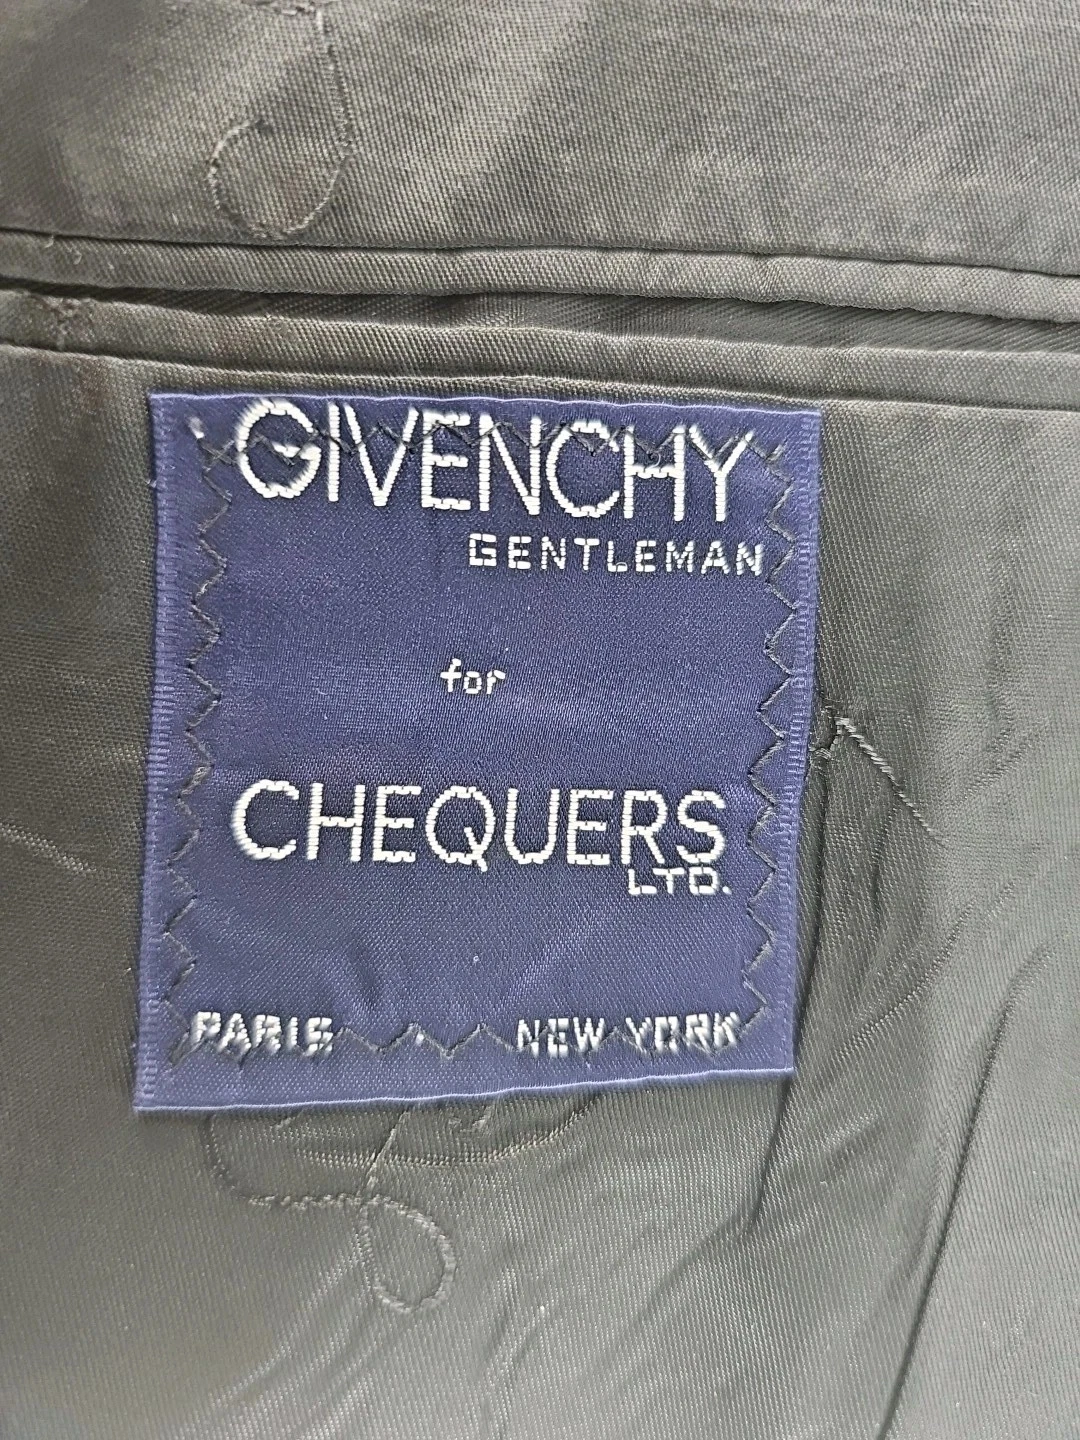 GIVENCHY
GENTLEMAN
for
CHEQUERS
LTD.
PARIS NEW YORK